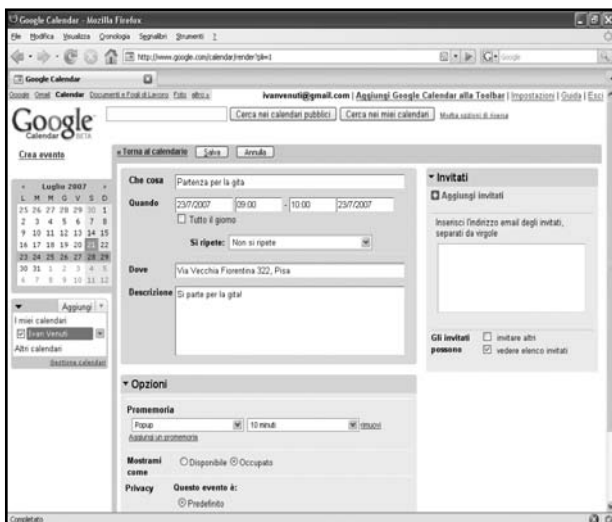 Google Calendar - Mozilla Firefox
File Modifica Visualizza Cronologia Segnalibri Strumenti ?
http://www.google.com/calendar/render?pli=1
Google
Google Calendar
Google Gmail Calendar Documenti e Fogli di Lavoro Foto altro »
ivanvenuti@gmail.com | Aggiungi Google Calendar alla Toolbar | Impostazioni | Guida | Esci
Google
Calendar BETA
Cerca nei calendari pubblici Cerca nei miei calendari
Crea evento
« Torna al calendario Salva Annulla
Luglio 2007
L M M G V S D
25 26 27 28 29 30 1
2 3 4 5 6 7 8
9 10 11 12 13 14 15
16 17 18 19 20 21 22
23 24 25 26 27 28 29
30 31 1 2 3 4 5
6 7 8 9 10 11 12
Aggiungi
I miei calendari
Ivan Venuti
Altri calendari
Gestione calendari
Che cosa Partenza per la gita
Quando 23/7/2007 09:00 - 10:00 23/7/2007
Tutto il giorno
Si ripete: Non si ripete
Dove Via Vecchia Fiorentina 322, Pisa
Descrizione Si parte per la gita!
Opzioni
Promemoria
Popup 10 minuti rimuovi
Aggiungi un promemoria
Mostrami come Disponibile Occupato
Privacy Questo evento è:
Predefinito
Invitati
Aggiungi invitati
Inserisci l'indirizzo email degli invitati,
separati da virgole
Gli invitati possono invitare altri
vedere elenco invitati
Completato